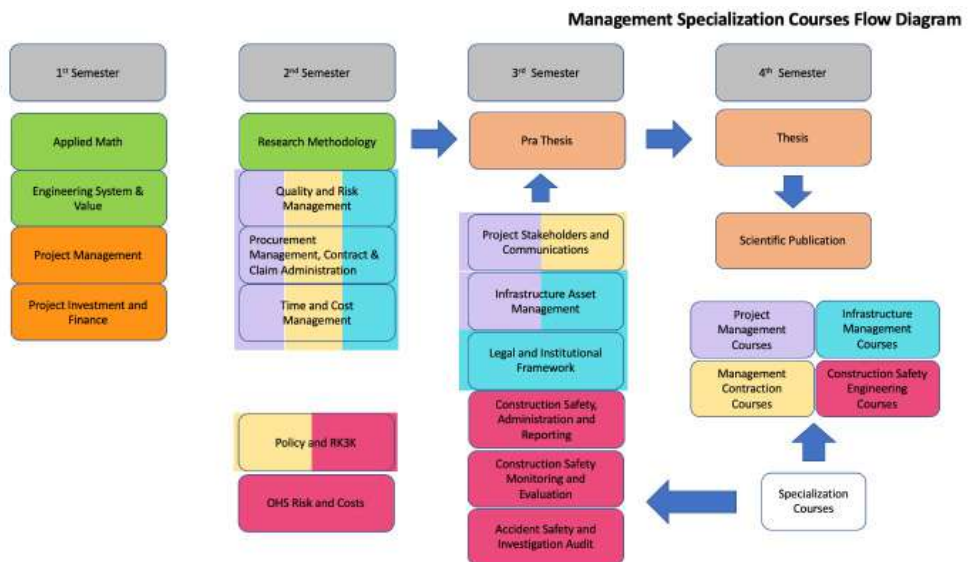 Management Specialization Courses Flow Diagram
1st Semester
2nd Semester
3rd Semester
4th Semester
Applied Math
Engineering System &
Value
Project Management
Project Investment and
Finance
Research Methodology
Quality and Risk
Management
Procurement
Management, Contract &
Claim Administration
Time and Cost
Management
Policy and RK3K
OHS Risk and Costs
Pra Thesis
Project Stakeholders and
Communications
Infrastructure Asset
Management
Legal and Institutional
Framework
Construction Safety,
Administration and
Reporting
Construction Safety
Monitoring and
Evaluation
Accident Safety and
Investigation Audit
Thesis
Scientific Publication
Project
Management
Courses
Infrastructure
Management
Courses
Management
Contraction
Courses
Construction Safety
Engineering
Courses
Specialization
Courses